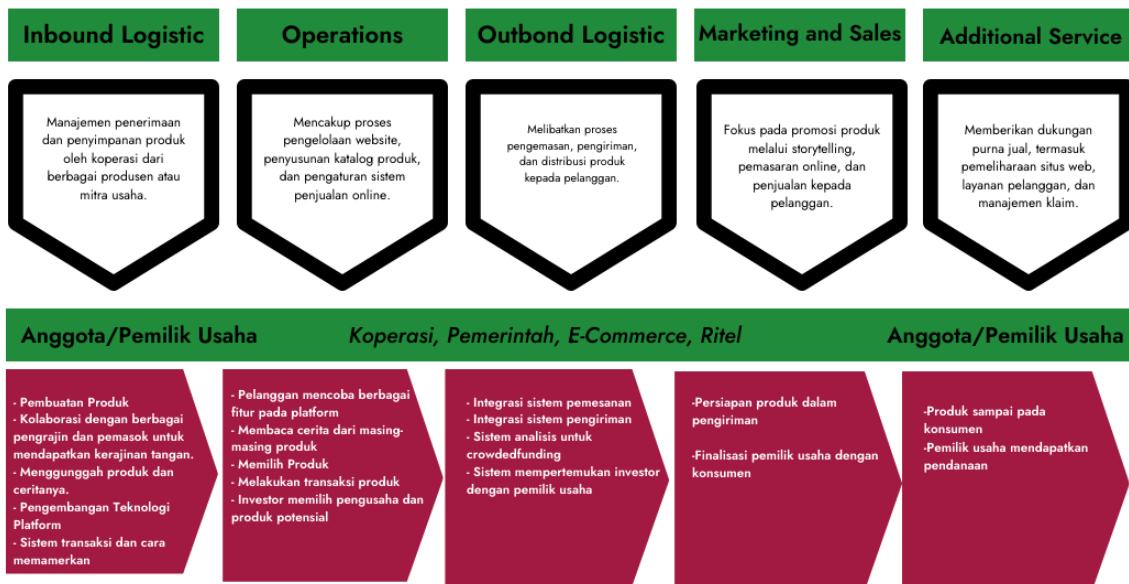 Inbound Logistic
Operations
Outbond Logistic
Marketing and Sales
Additional Service
Manajemen penerimaan
dan penyimpanan produk
oleh koperasi dari
berbagai produsen atau
mitra usaha.
Mencakup proses
pengelolaan website,
penyusunan katalog produk,
dan pengaturan sistem
penjualan online.
Melibatkan proses
pengemasan, pengiriman,
dan distribusi produk
kepada pelanggan.
Fokus pada promosi produk
melalui storytelling,
pemasaran online, dan
penjualan kepada
pelanggan.
Memberikan dukungan
purna jual, termasuk
pemeliharaan situs web,
layanan pelanggan, dan
manajemen klaim.
Anggota/Pemilik Usaha
Koperasi, Pemerintah, E-Commerce, Ritel
Anggota/Pemilik Usaha
- Pembuatan Produk
- Kolaborasi dengan berbagai
pengrajin dan pemasok untuk
mendapatkan kerajinan tangan.
- Menggunggah produk dan
ceritanya.
- Pengembangan Teknologi
Platform
- Sistem transaksi dan cara
memamerkan
- Pelanggan mencoba berbagai
fitur pada platform
- Membaca cerita dari masing-
masing produk
- Memilih Produk
- Melakukan transaksi produk
- Investor memilih pengusaha dan
produk potensial
- Integrasi sistem pemesanan
- Integrasi sistem pengiriman
- Sistem analisis untuk
crowdedfunding
- Sistem mempertemukan investor
dengan pemilik usaha
-Persiapan produk dalam
pengiriman
-Finalisasi pemilik usaha dengan
konsumen
-Produk sampai pada
konsumen
-Pemilik usaha mendapatkan
pendanaan